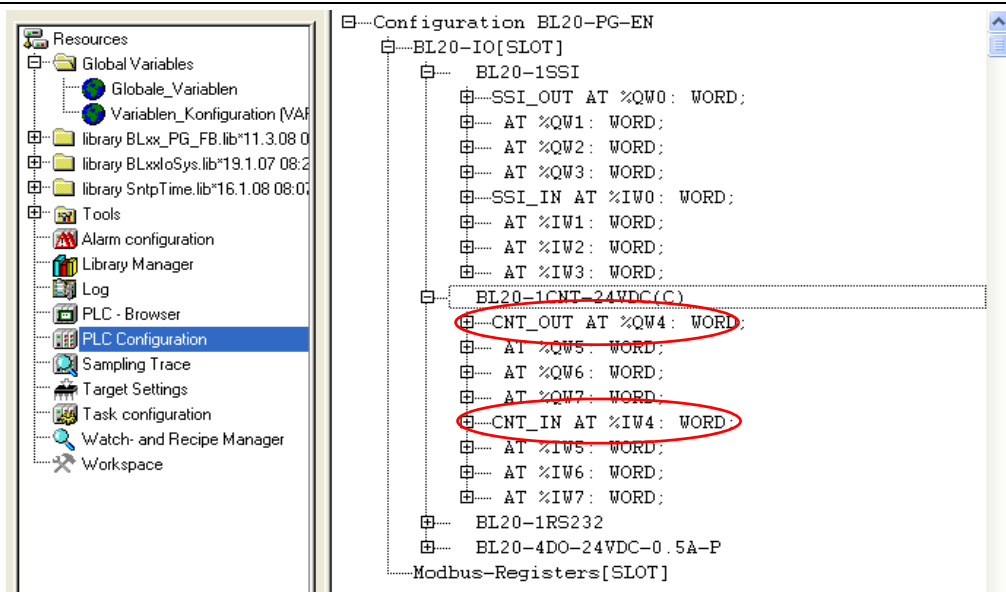 Resources
Global Variables
Globale_Variablen
Variablen_Konfiguration (VAR
library BLxx_PG_FB.lib*11.3.08 0
library BLxxIoSys.lib*19.1.07 08:2
library SntpTime.lib*16.1.08 08:07
Tools
Alarm configuration
Library Manager
Log
PLC - Browser
PLC Configuration
Sampling Trace
Target Settings
Task configuration
Watch- and Recipe Manager
Workspace
Configuration BL20-PG-EN
BL20-IO[SLOT]
BL20-1SSI
SSI_OUT AT %QW0: WORD;
AT %QW1: WORD;
AT %QW2: WORD;
AT %QW3: WORD;
SSI_IN AT %IW0: WORD;
AT %IW1: WORD;
AT %IW2: WORD;
AT %IW3: WORD;
BL20-1CNT-24VDC(C)
CNT_OUT AT %QW4: WORD;
AT %QW5: WORD;
AT %QW6: WORD;
AT %QW7: WORD;
CNT_IN AT %IW4: WORD;
AT %IW5: WORD;
AT %IW6: WORD;
AT %IW7: WORD;
BL20-1RS232
BL20-4DO-24VDC-0.5A-P
Modbus-Registers[SLOT]